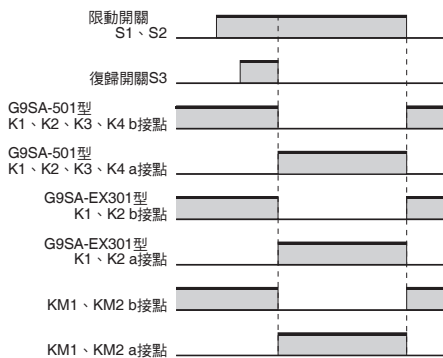 限動開關
S1、S2
復歸開關S3
G9SA-501型
K1、K2、K3、K4 b接點
G9SA-501型
K1、K2、K3、K4 a接點
G9SA-EX301型
K1、K2 b接點
G9SA-EX301型
K1、K2 a接點
KM1、KM2 b接點
KM1、KM2 a接點